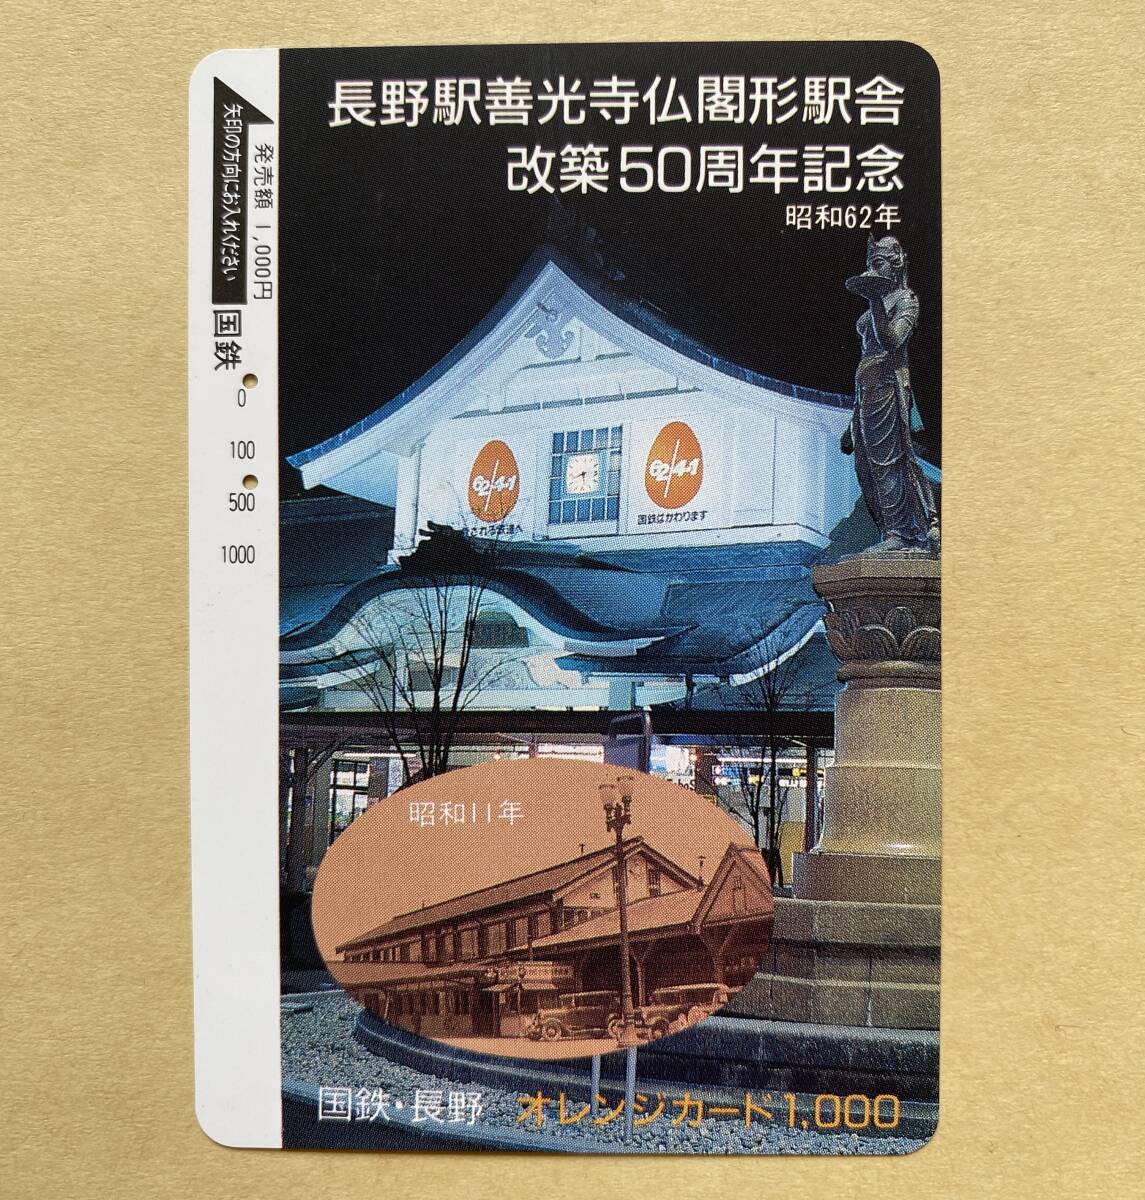 長野駅善光寺仏閣形駅舎
改築50周年記念
昭和62年
矢印の方向にお入れください
発売額 1,000円
国鉄
0
100
500
1000
62/4・1
62/4・1
国鉄はかわります
昭和11年
国鉄・長野 オレンジカード1,000